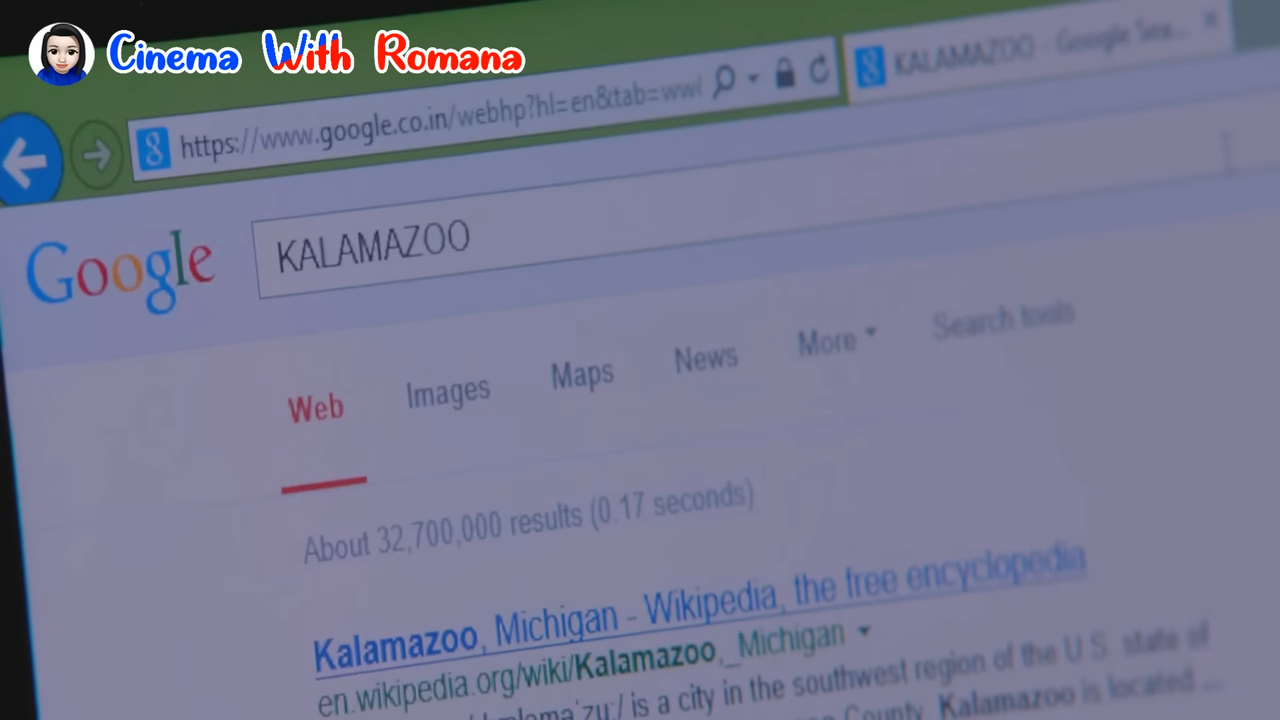 Cinema With Romana
https://www.google.co.in/webhp?hl=en&tab=wwl
KALAMAZOO - Google Sea...
Google
KALAMAZOO
Web Images Maps News More Search tools
About 32,700,000 results (0.17 seconds)
Kalamazoo, Michigan - Wikipedia, the free encyclopedia
en.wikipedia.org/wiki/Kalamazoo,_Michigan
is a city in the southwest region of the U.S. state of
County. Kalamazoo is located ...